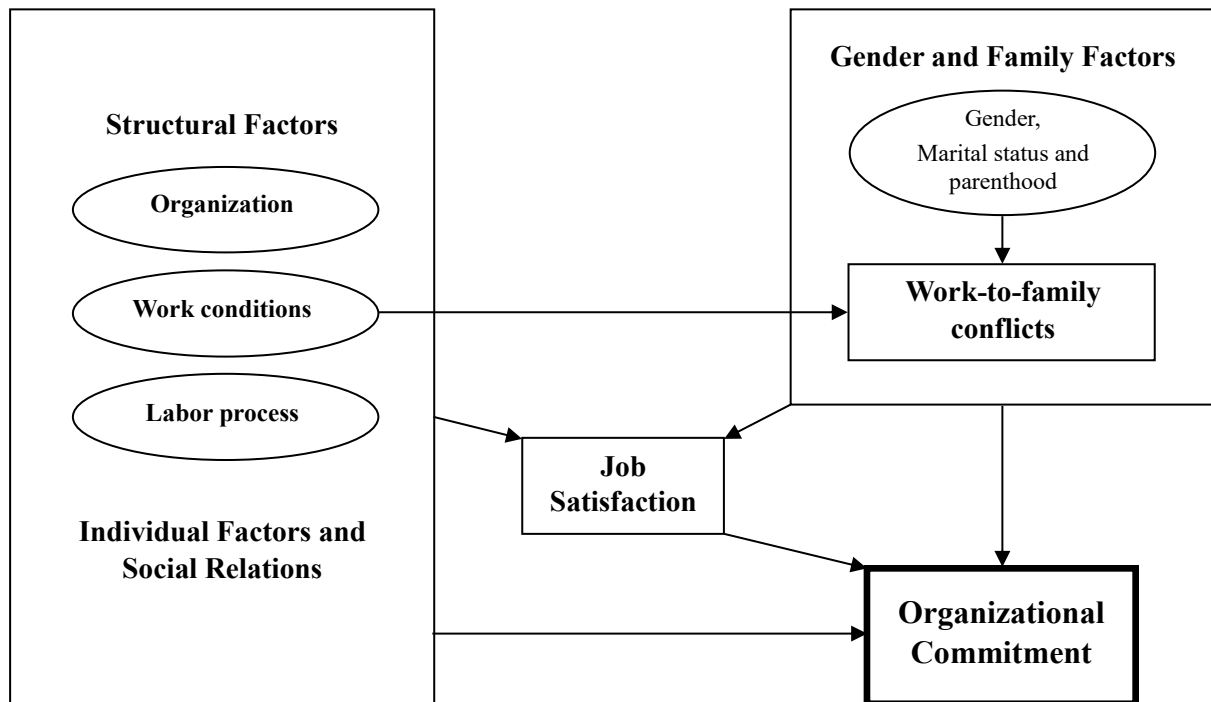 Structural Factors
Organization
Work conditions
Labor process
Individual Factors and
Social Relations
Gender and Family Factors
Gender,
Marital status and
parenthood
Work-to-family
conflicts
Job
Satisfaction
Organizational
Commitment